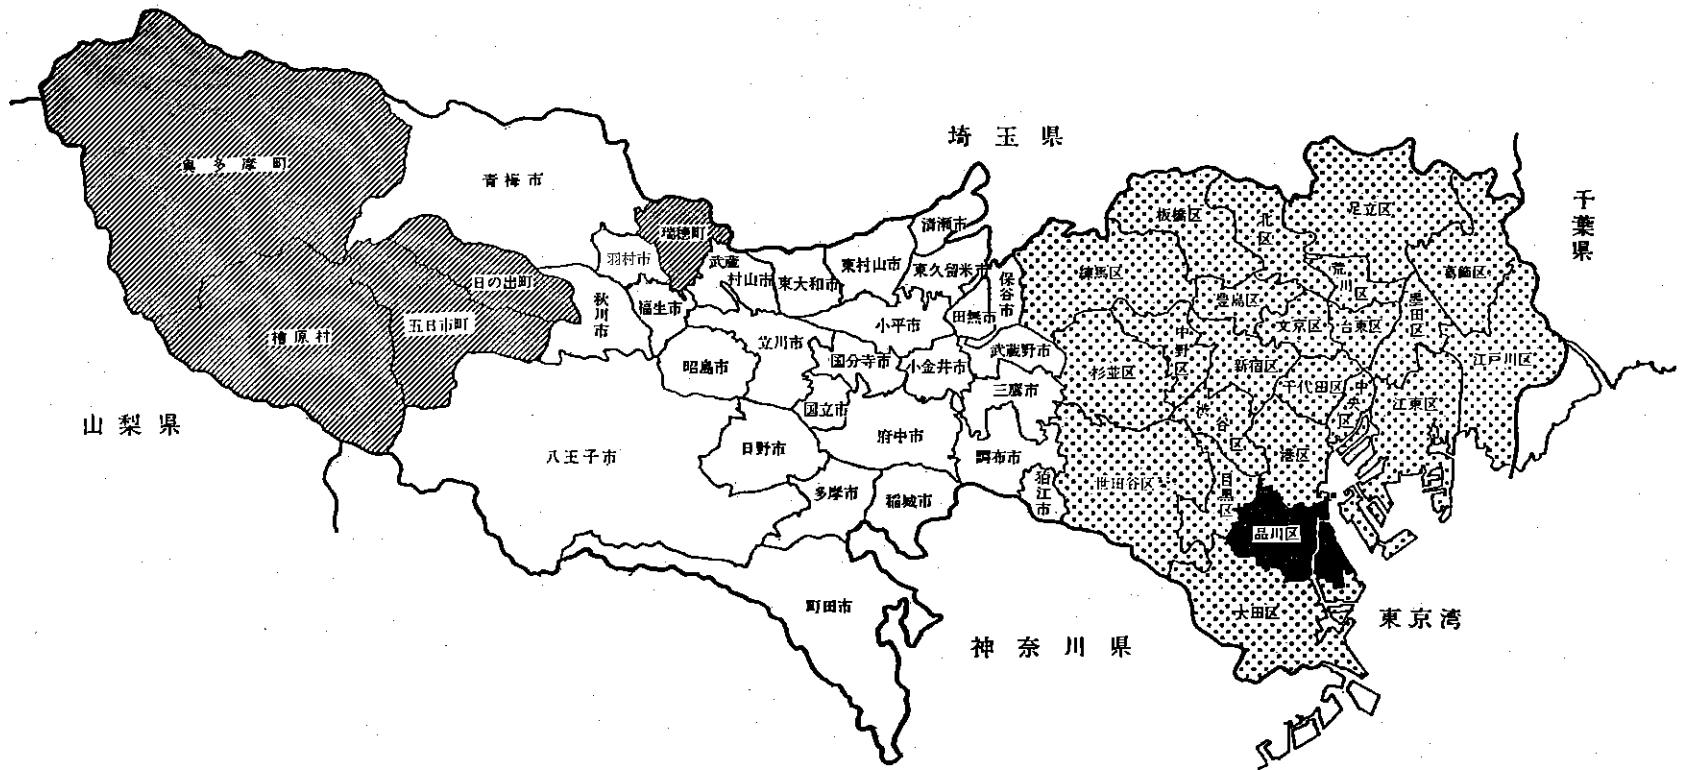 埼玉県
千葉県
山梨県
神奈川県
東京湾
奥多摩町
青梅市
瑞穂町
羽村市
日の出町
五日市町
檜原村
秋川市
福生市
武蔵
村山市
東大和市
東村山市
清瀬市
東久留米市
保谷市
田無市
小平市
立川市
昭島市
国分寺市
小金井市
武蔵野市
三鷹市
国立市
府中市
日野市
八王子市
調布市
狛江市
多摩市
稲城市
町田市
板橋区
北区
足立区
葛飾区
荒川区
練馬区
豊島区
文京区
台東区
墨田区
江戸川区
中野区
杉並区
新宿区
千代田区
中央区
江東区
渋谷区
港区
世田谷区
目黒区
品川区
大田区